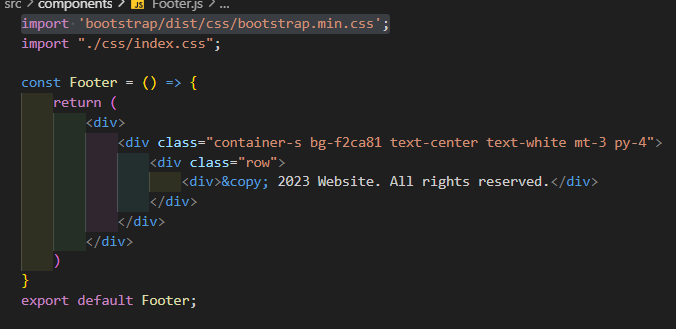 src > components > JS Footer.js > ...
import 'bootstrap/dist/css/bootstrap.min.css';
import "./css/index.css";
const Footer = () => {
return (
<div>
<div class="container-s bg-f2ca81 text-center text-white mt-3 py-4">
<div class="row">
<div>&copy; 2023 Website. All rights reserved.</div>
</div>
</div>
</div>
)
}
export default Footer;